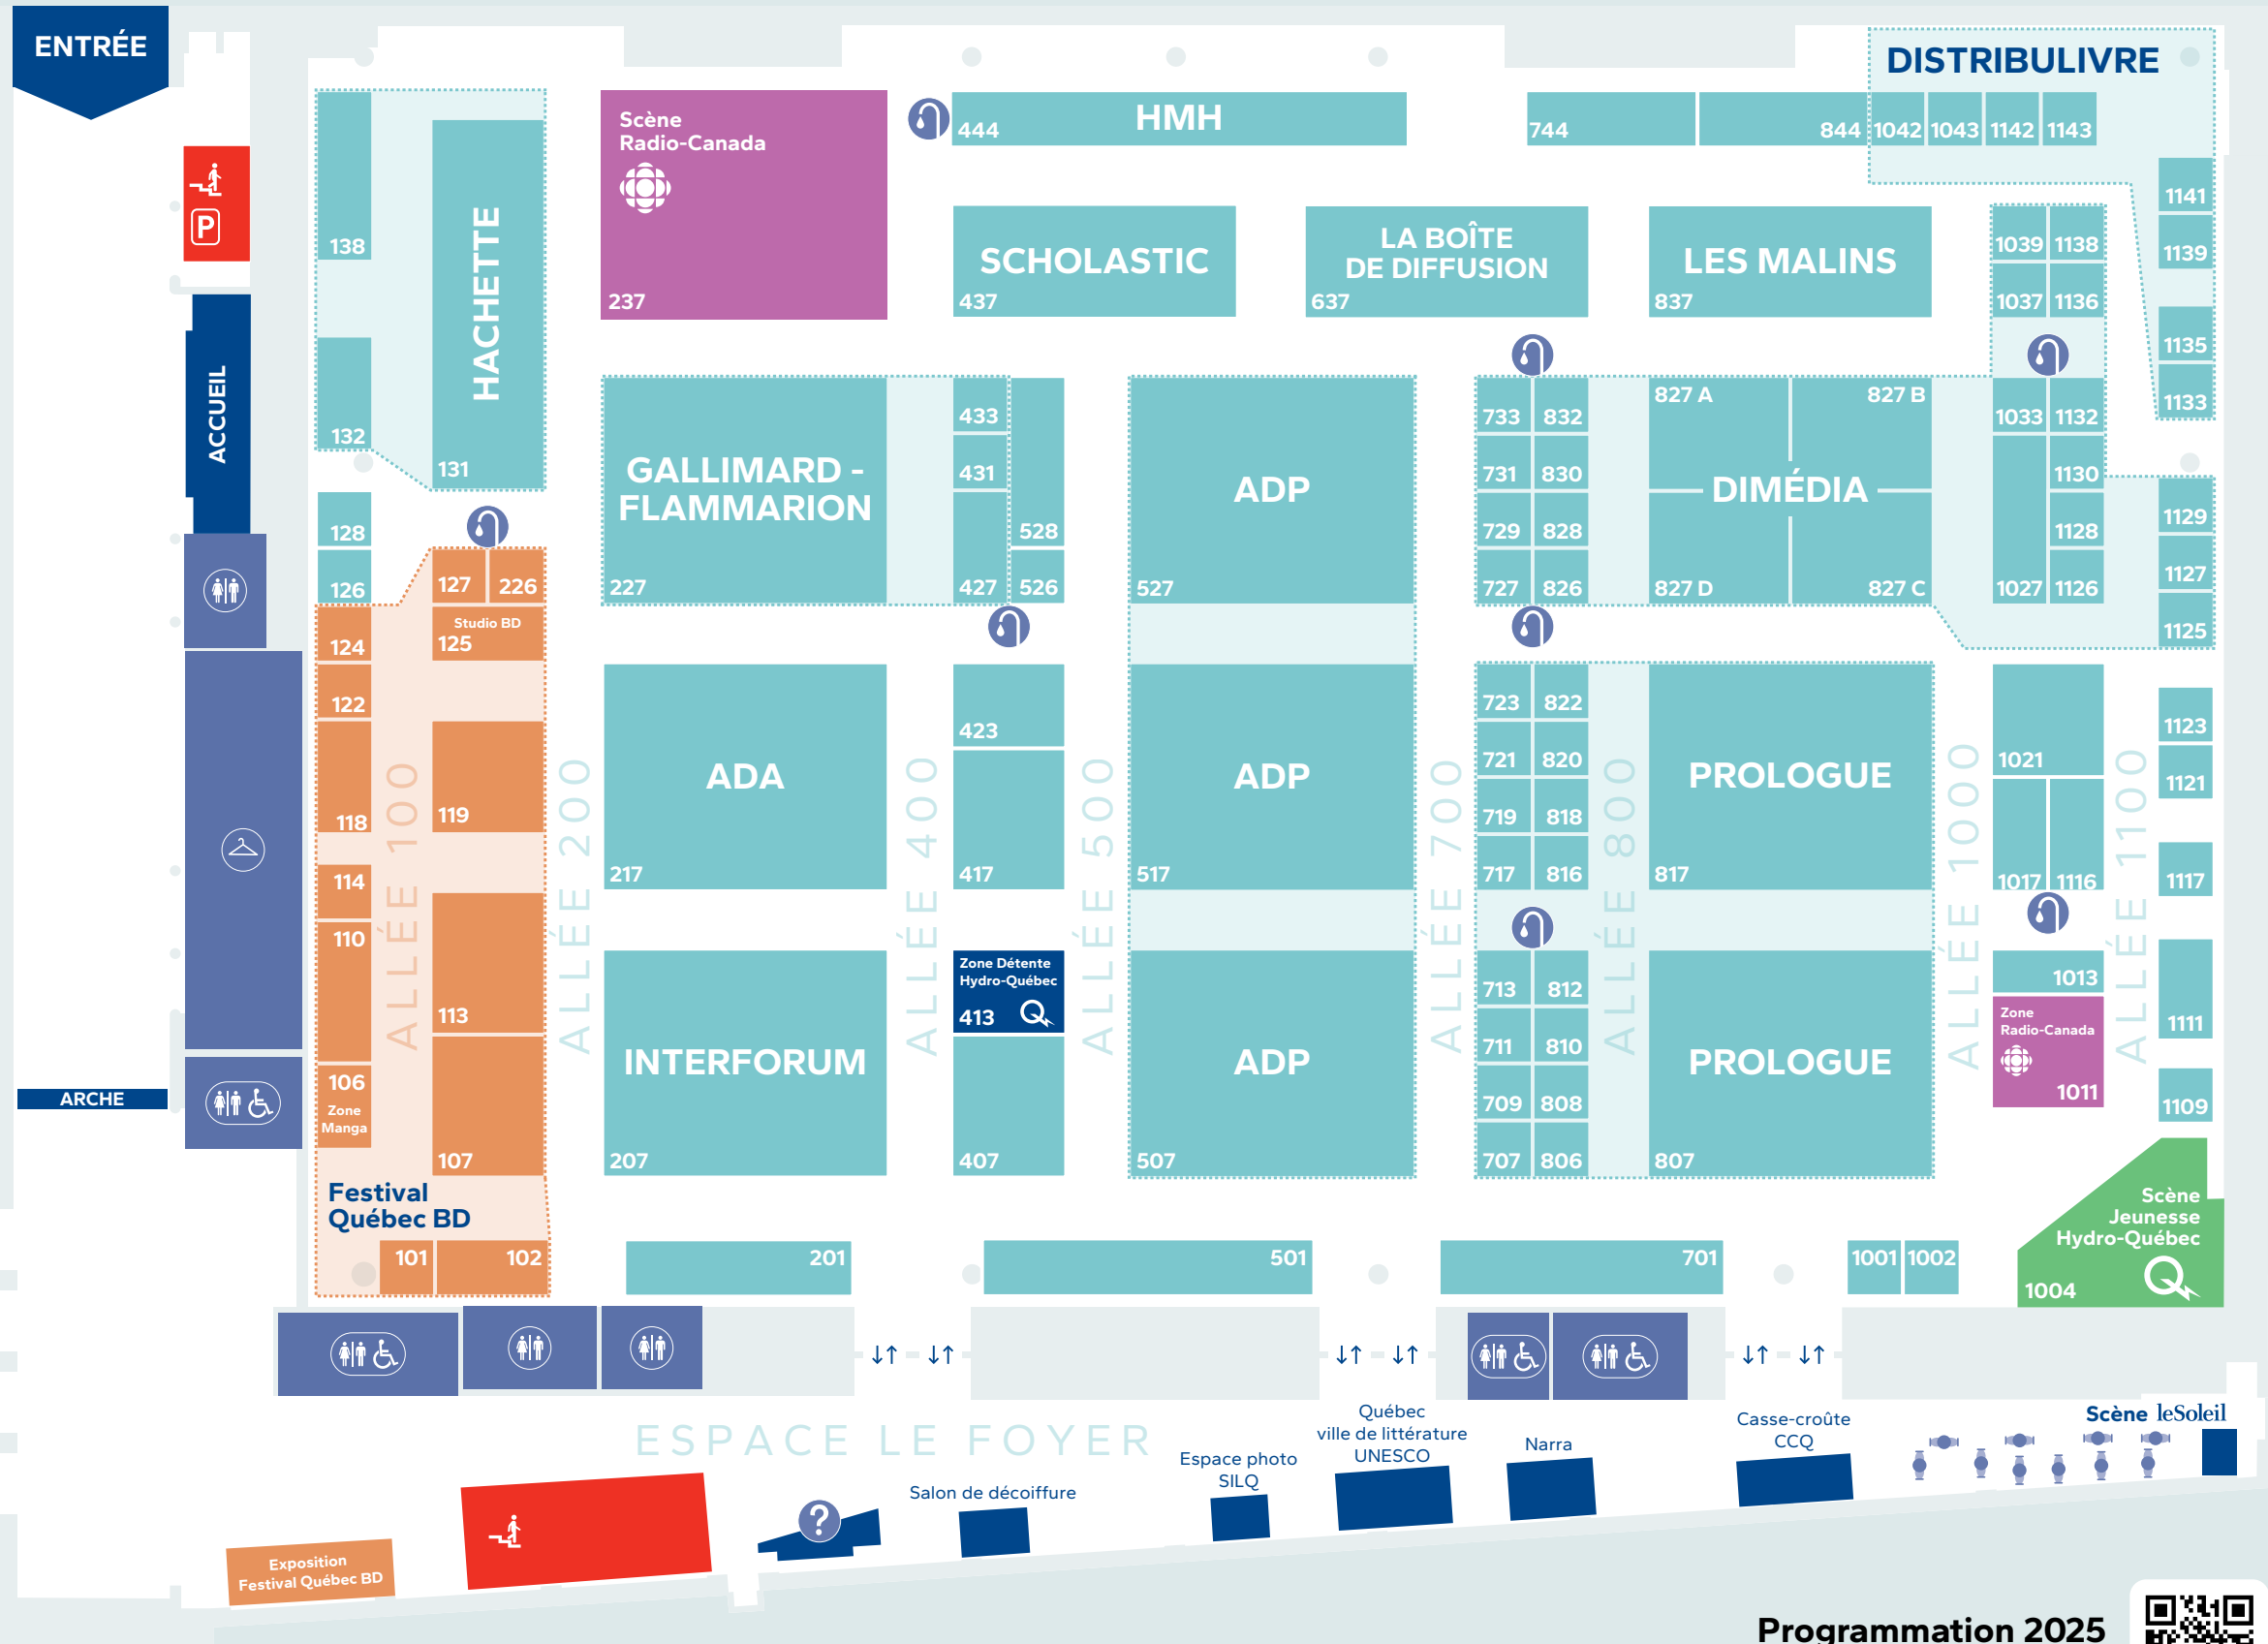 ENTRÉE
P
ACCUEIL
ARCHE
138
132
HACHETTE
131
128
126
Scène
Radio-Canada
237
444
HMH
744
844
DISTRIBULIVRE
1042
1043
1142
1143
1141
1139
1135
1133
SCHOLASTIC
437
LA BOÎTE
DE DIFFUSION
637
LES MALINS
837
1039
1138
1037
1136
GALLIMARD -
FLAMMARION
227
433
431
427
528
526
ADP
527
733
832
731
830
729
828
727
826
827 A
827 B
DIMÉDIA
827 D
827 C
1033
1132
1130
1128
1027
1126
1129
1127
1125
127
226
Studio BD
125
124
122
118
119
114
110
113
106
Zone
Manga
107
Festival
Québec BD
101
102
ALLÉE 100
ALLÉE 200
ADA
217
INTERFORUM
207
ALLÉE 400
423
417
Zone Détente
Hydro-Québec
413
407
ALLÉE 500
ADP
517
ADP
507
ALLÉE 700
723
822
721
820
719
818
717
816
713
812
711
810
709
808
707
806
ALLÉE 800
PROLOGUE
817
PROLOGUE
807
ALLÉE 1000
1021
1017
1116
1013
Zone
Radio-Canada
1011
ALLÉE 1100
1123
1121
1117
1111
1109
Scène
Jeunesse
Hydro-Québec
1004
201
501
701
1001
1002
ESPACE LE FOYER
Exposition
Festival Québec BD
?
Salon de décoiffure
Espace photo
SILQ
Québec
ville de littérature
UNESCO
Narra
Casse-croûte
CCQ
Scène leSoleil
Programmation 2025